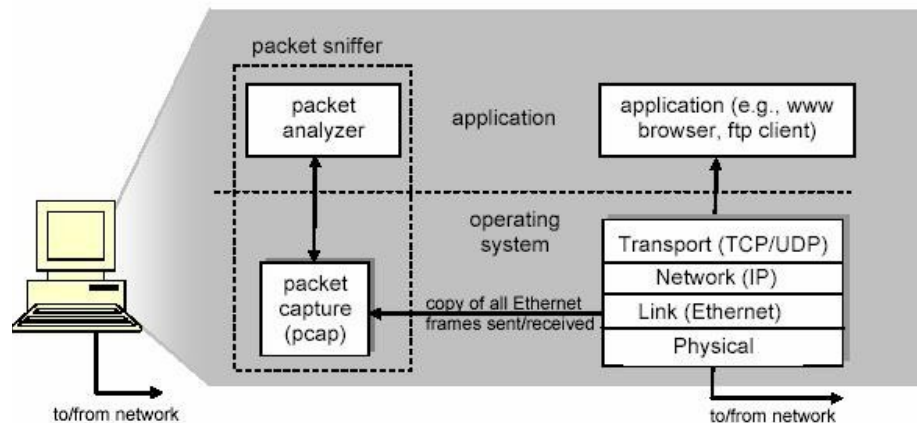 packet sniffer
packet
analyzer
application
application (e.g., www
browser, ftp client)
operating
system
packet
capture
(pcap)
copy of all Ethernet
frames sent/received
Transport (TCP/UDP)
Network (IP)
Link (Ethernet)
Physical
to/from network
to/from network